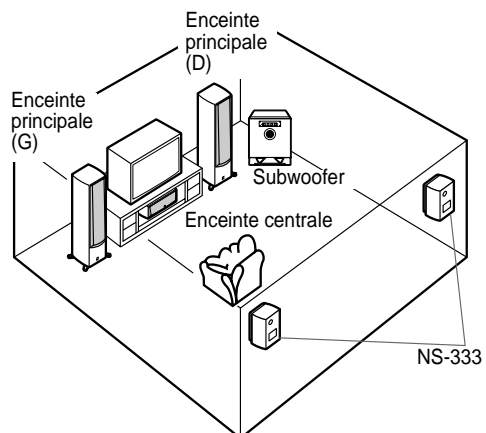 Enceinte
principale
(D)
Enceinte
principale
(G)
Subwoofer
Enceinte centrale
NS-333